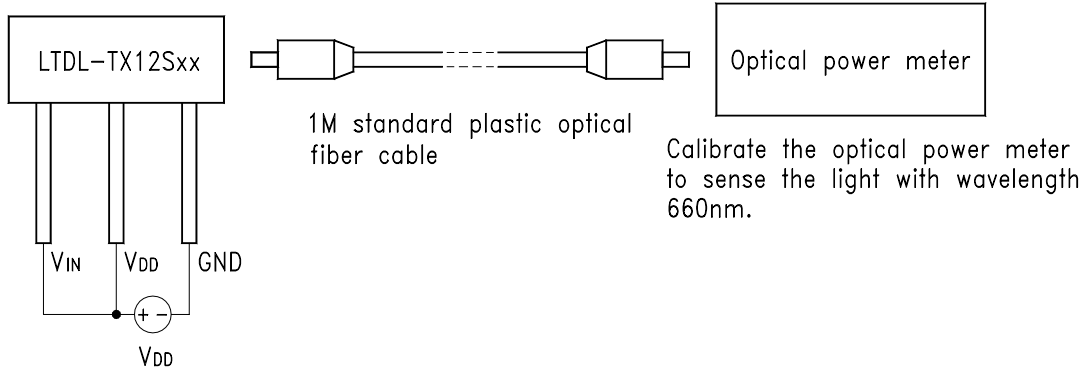 LTDL-TX12Sxx
Optical power meter
1M standard plastic optical
fiber cable
Calibrate the optical power meter
to sense the light with wavelength
660nm.
VIN
VDD
GND
+ −
VDD